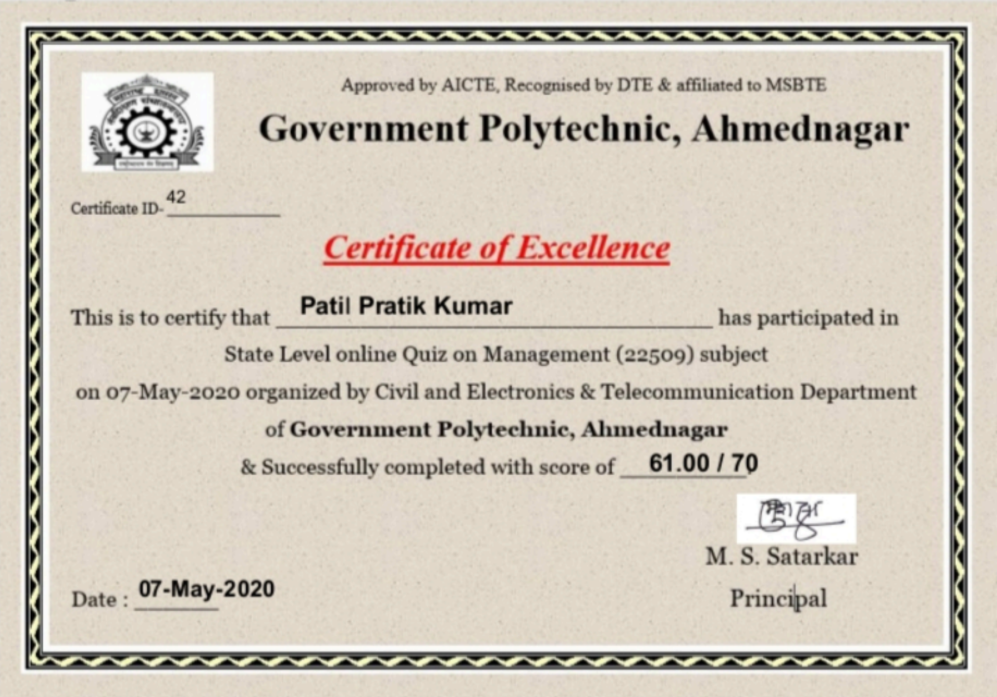 Approved by AICTE, Recognised by DTE & affiliated to MSBTE
Government Polytechnic, Ahmednagar
Certificate ID- 42
Certificate of Excellence
This is to certify that Patil Pratik Kumar has participated in
State Level online Quiz on Management (22509) subject
on 07-May-2020 organized by Civil and Electronics & Telecommunication Department
of Government Polytechnic, Ahmednagar
& Successfully completed with score of 61.00 / 70
M. S. Satarkar
Date : 07-May-2020
Principal